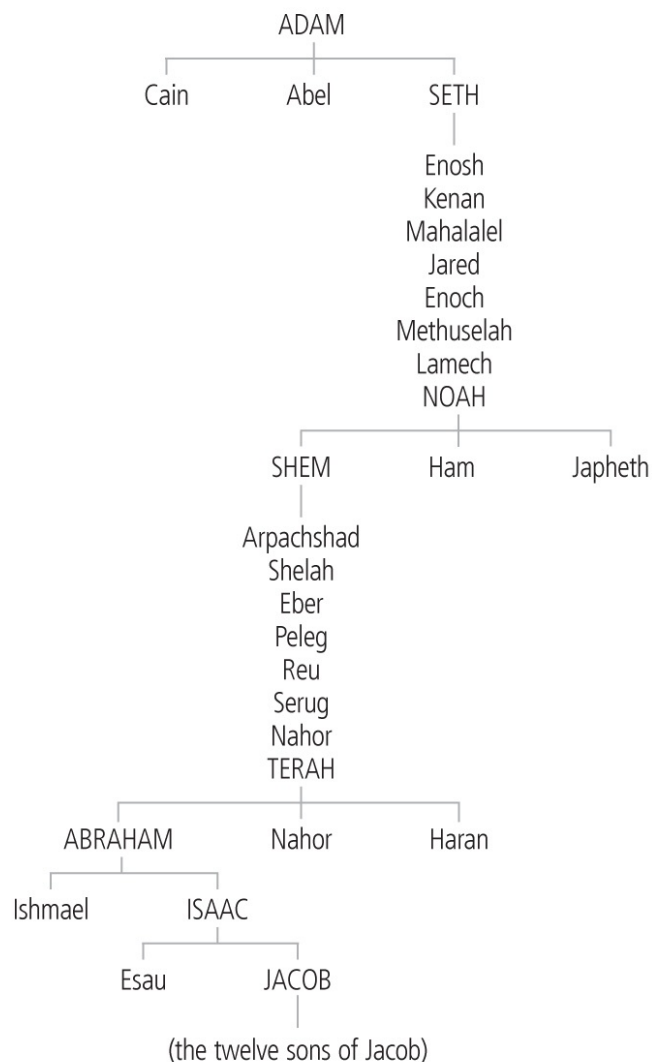 ADAM
Cain Abel SETH
Enosh
Kenan
Mahalalel
Jared
Enoch
Methuselah
Lamech
NOAH
SHEM Ham Japheth
Arpachshad
Shelah
Eber
Peleg
Reu
Serug
Nahor
TERAH
ABRAHAM Nahor Haran
Ishmael ISAAC
Esau JACOB
(the twelve sons of Jacob)